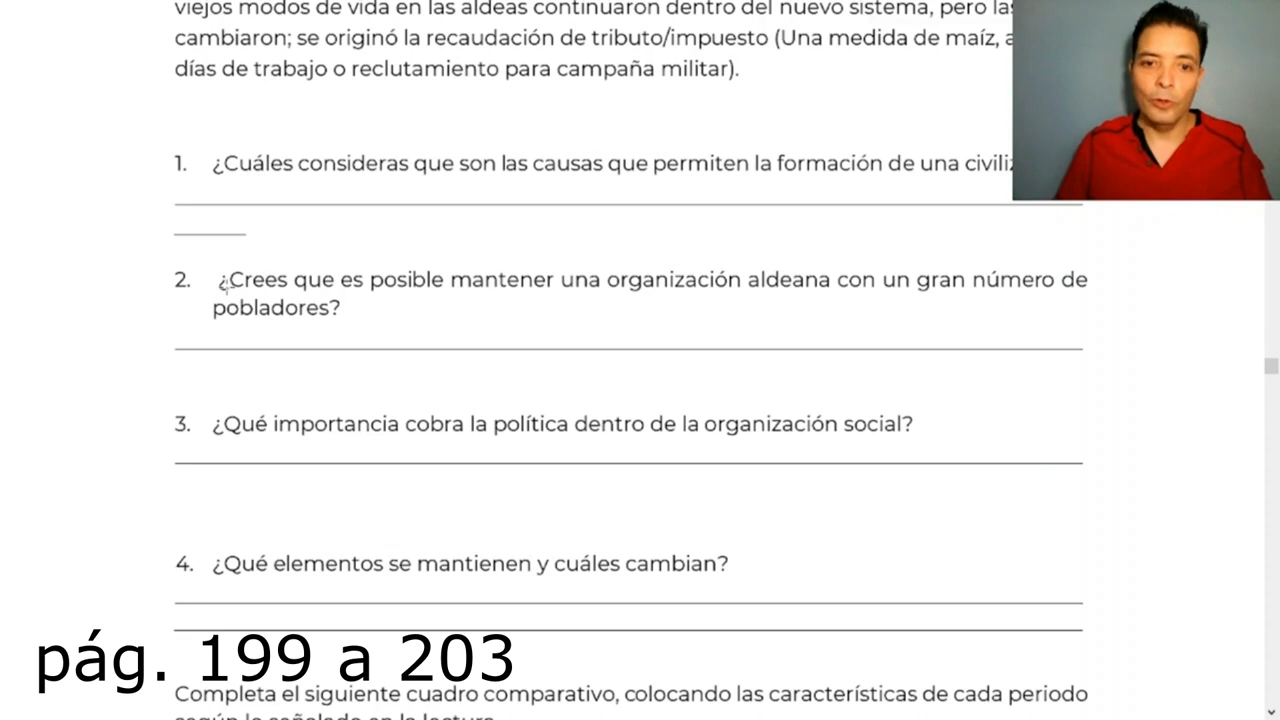 viejos modos de vida en las aldeas continuaron dentro del nuevo sistema, pero
cambiaron; se originó la recaudación de tributo/impuesto (Una medida de maíz,
días de trabajo o reclutamiento para campaña militar).
1. ¿Cuáles consideras que son las causas que permiten la formación de una
2. ¿Crees que es posible mantener una organización aldeana con un gran número de
pobladores?
3. ¿Qué importancia cobra la política dentro de la organización social?
4. ¿Qué elementos se mantienen y cuáles cambian?
pág. 199 a 203
Completa el siguiente cuadro comparativo, colocando las características de cada periodo